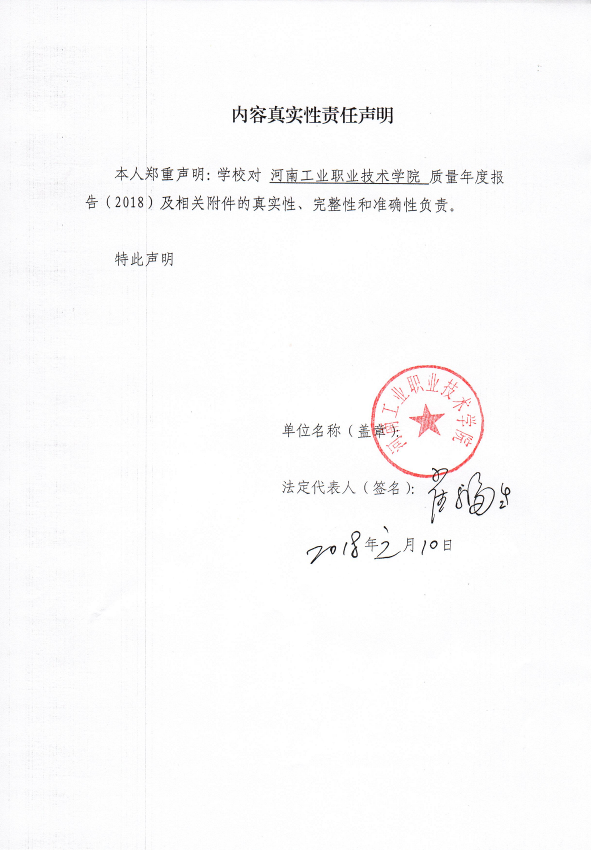 内容真实性责任声明
本人郑重声明：学校对 河南工业职业技术学院 质量年度报
告（2018）及相关附件的真实性、完整性和准确性负责。
特此声明
河南工业职业技术学院
单位名称（盖章）：
法定代表人（签名）：
2018年 月10日